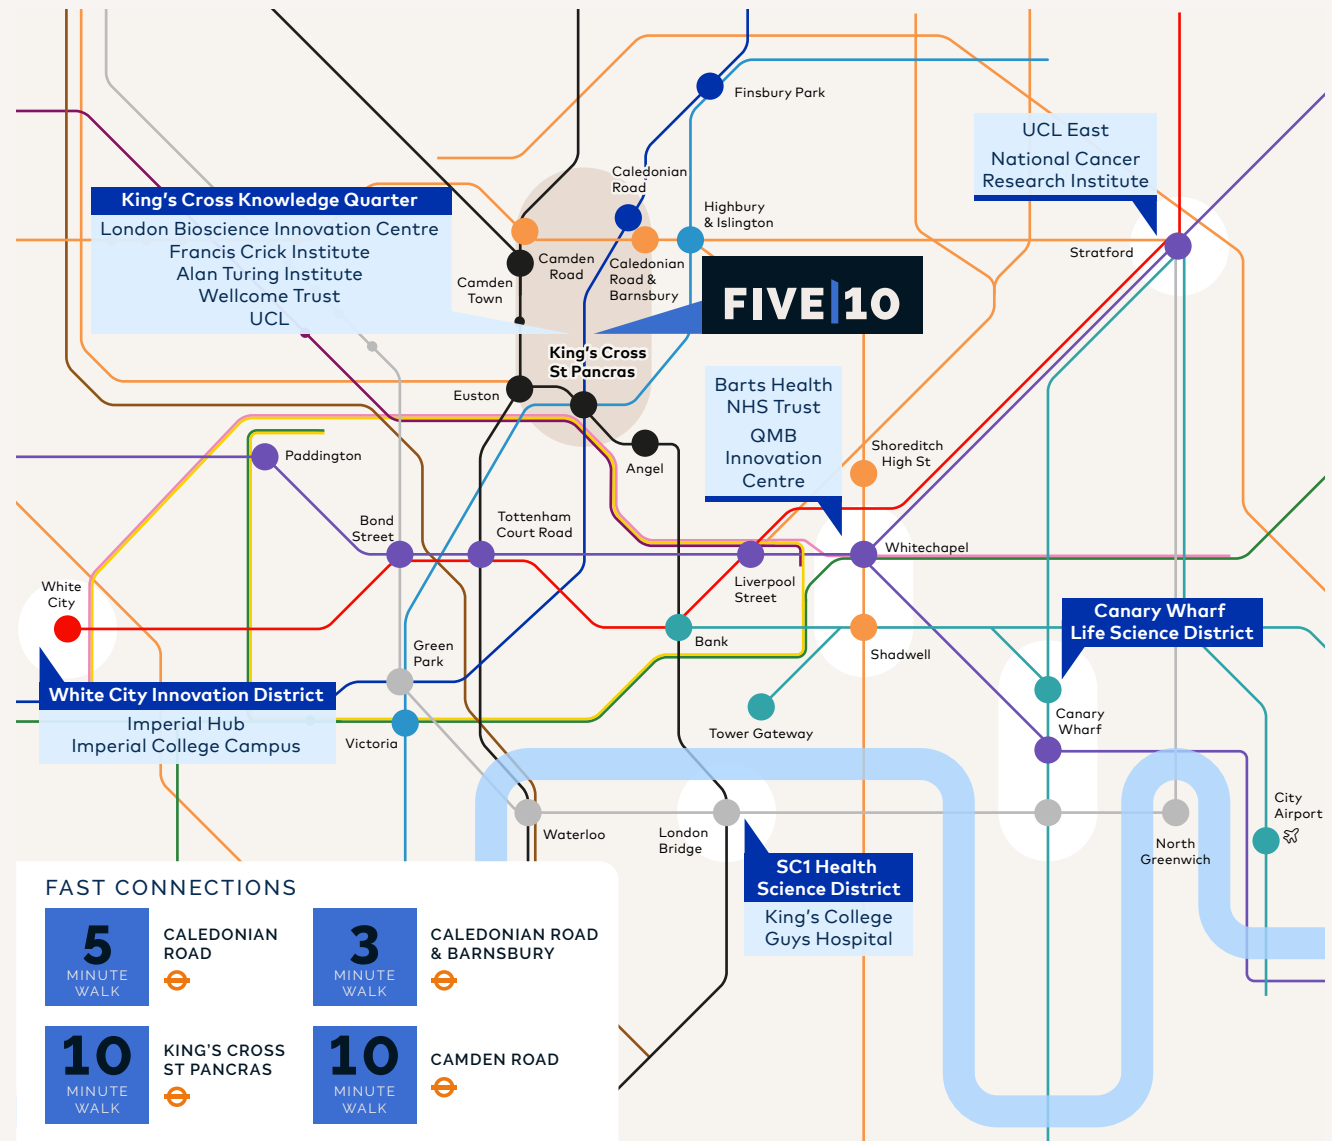 Finsbury Park
UCL East
National Cancer
Research Institute
Caledonian
Road
King's Cross Knowledge Quarter
London Bioscience Innovation Centre
Francis Crick Institute
Alan Turing Institute
Wellcome Trust
UCL
Highbury
& Islington
Stratford
Camden
Road
Caledonian
Road &
Barnsbury
Camden
Town
FIVE|10
King's Cross
St Pancras
Euston
Barts Health
NHS Trust
QMB
Innovation
Centre
Shoreditch
High St
Paddington
Angel
Bond
Street
Tottenham
Court Road
Whitechapel
Liverpool
Street
White
City
Canary Wharf
Life Science District
Bank
Shadwell
Green
Park
White City Innovation District
Imperial Hub
Imperial College Campus
Victoria
Tower Gateway
Canary
Wharf
City
Airport
Waterloo
London
Bridge
North
Greenwich
SC1 Health
Science District
King's College
Guys Hospital
FAST CONNECTIONS
5
MINUTE
WALK
CALEDONIAN
ROAD
3
MINUTE
WALK
CALEDONIAN ROAD
& BARNSBURY
10
MINUTE
WALK
KING'S CROSS
ST PANCRAS
10
MINUTE
WALK
CAMDEN ROAD